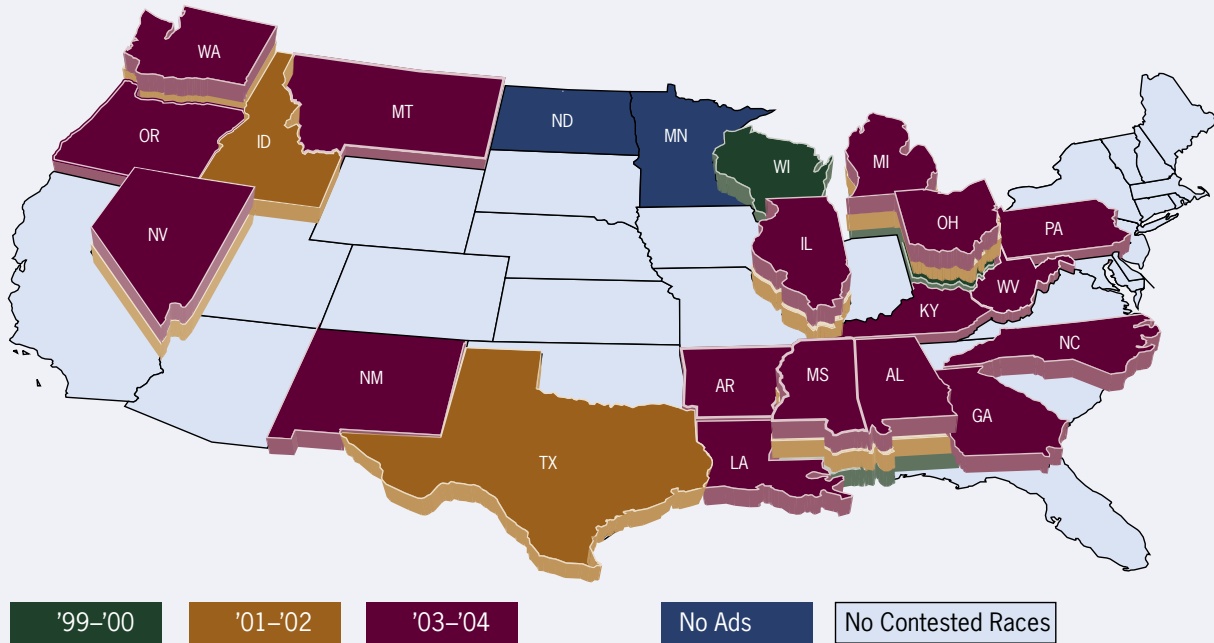 WA
MT
OR
ID
ND
MN
WI
MI
NV
IL
OH
PA
WV
KY
NM
AR
MS
AL
NC
GA
TX
LA
’99–’00
’01–’02
’03–’04
No Ads
No Contested Races